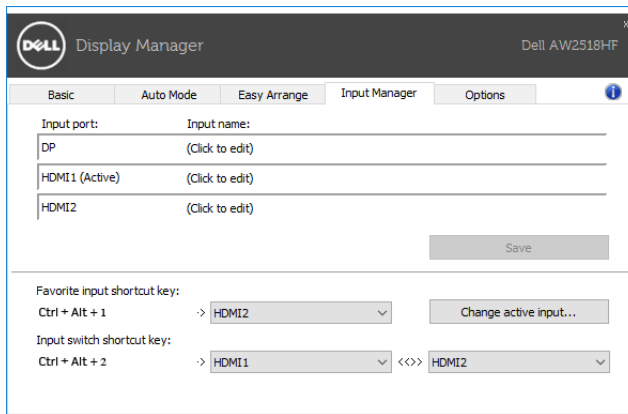 DELL Display Manager Dell AW2518HF
Basic Auto Mode Easy Arrange Input Manager Options
Input port: Input name:
DP (Click to edit)
HDMI1 (Active) (Click to edit)
HDMI2 (Click to edit)
Save
Favorite input shortcut key:
Ctrl + Alt + 1 -> HDMI2 Change active input...
Input switch shortcut key:
Ctrl + Alt + 2 -> HDMI1 <<>> HDMI2